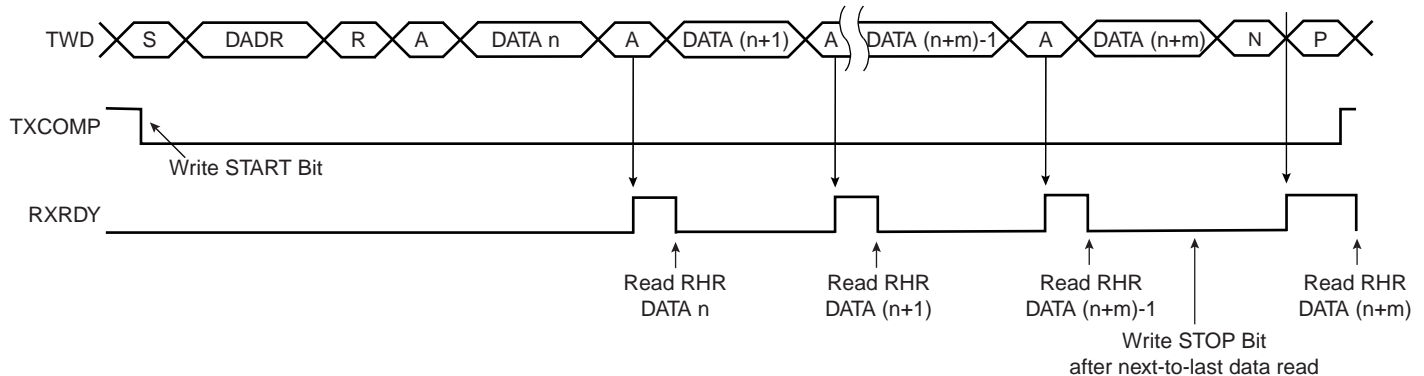 TWD S DADR R A DATA n A DATA (n+1) A DATA (n+m)-1 A DATA (n+m) N P
TXCOMP
Write START Bit
RXRDY
Read RHR Read RHR Read RHR Read RHR
DATA n DATA (n+1) DATA (n+m)-1 DATA (n+m)
Write STOP Bit
after next-to-last data read